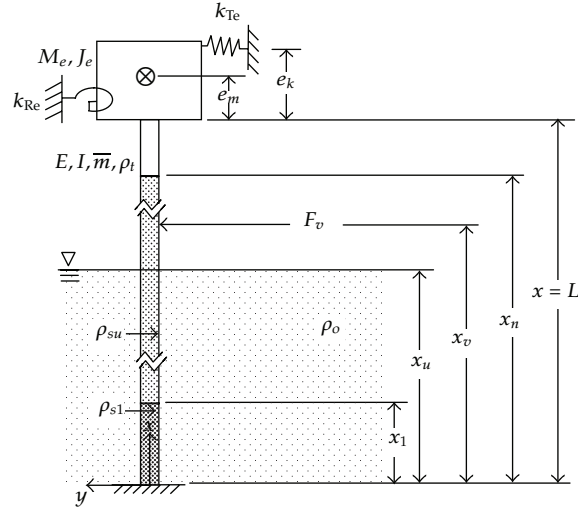 k_Te
M_e, J_e
k_Re
e_m
e_k
E, I, m̅, ρ_t
F_v
x = L
x_n
x_v
x_u
ρ_su
ρ_o
ρ_s1
x_1
x
y